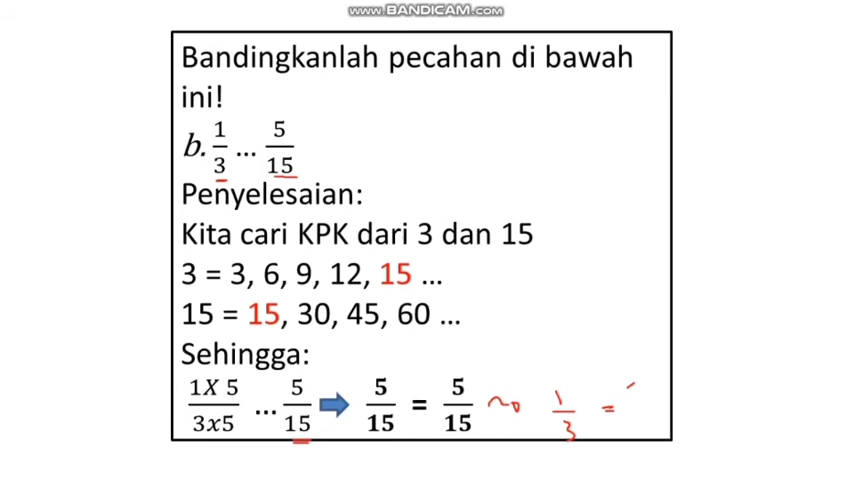 www.BANDICAM.com
Bandingkanlah pecahan di bawah
ini!
b. 1/3 ... 5/15
Penyelesaian:
Kita cari KPK dari 3 dan 15
3 = 3, 6, 9, 12, 15 ...
15 = 15, 30, 45, 60 ...
Sehingga:
1X 5/3x5 ... 5/15 ➡ 5/15 = 5/15 ~ 1/3 =